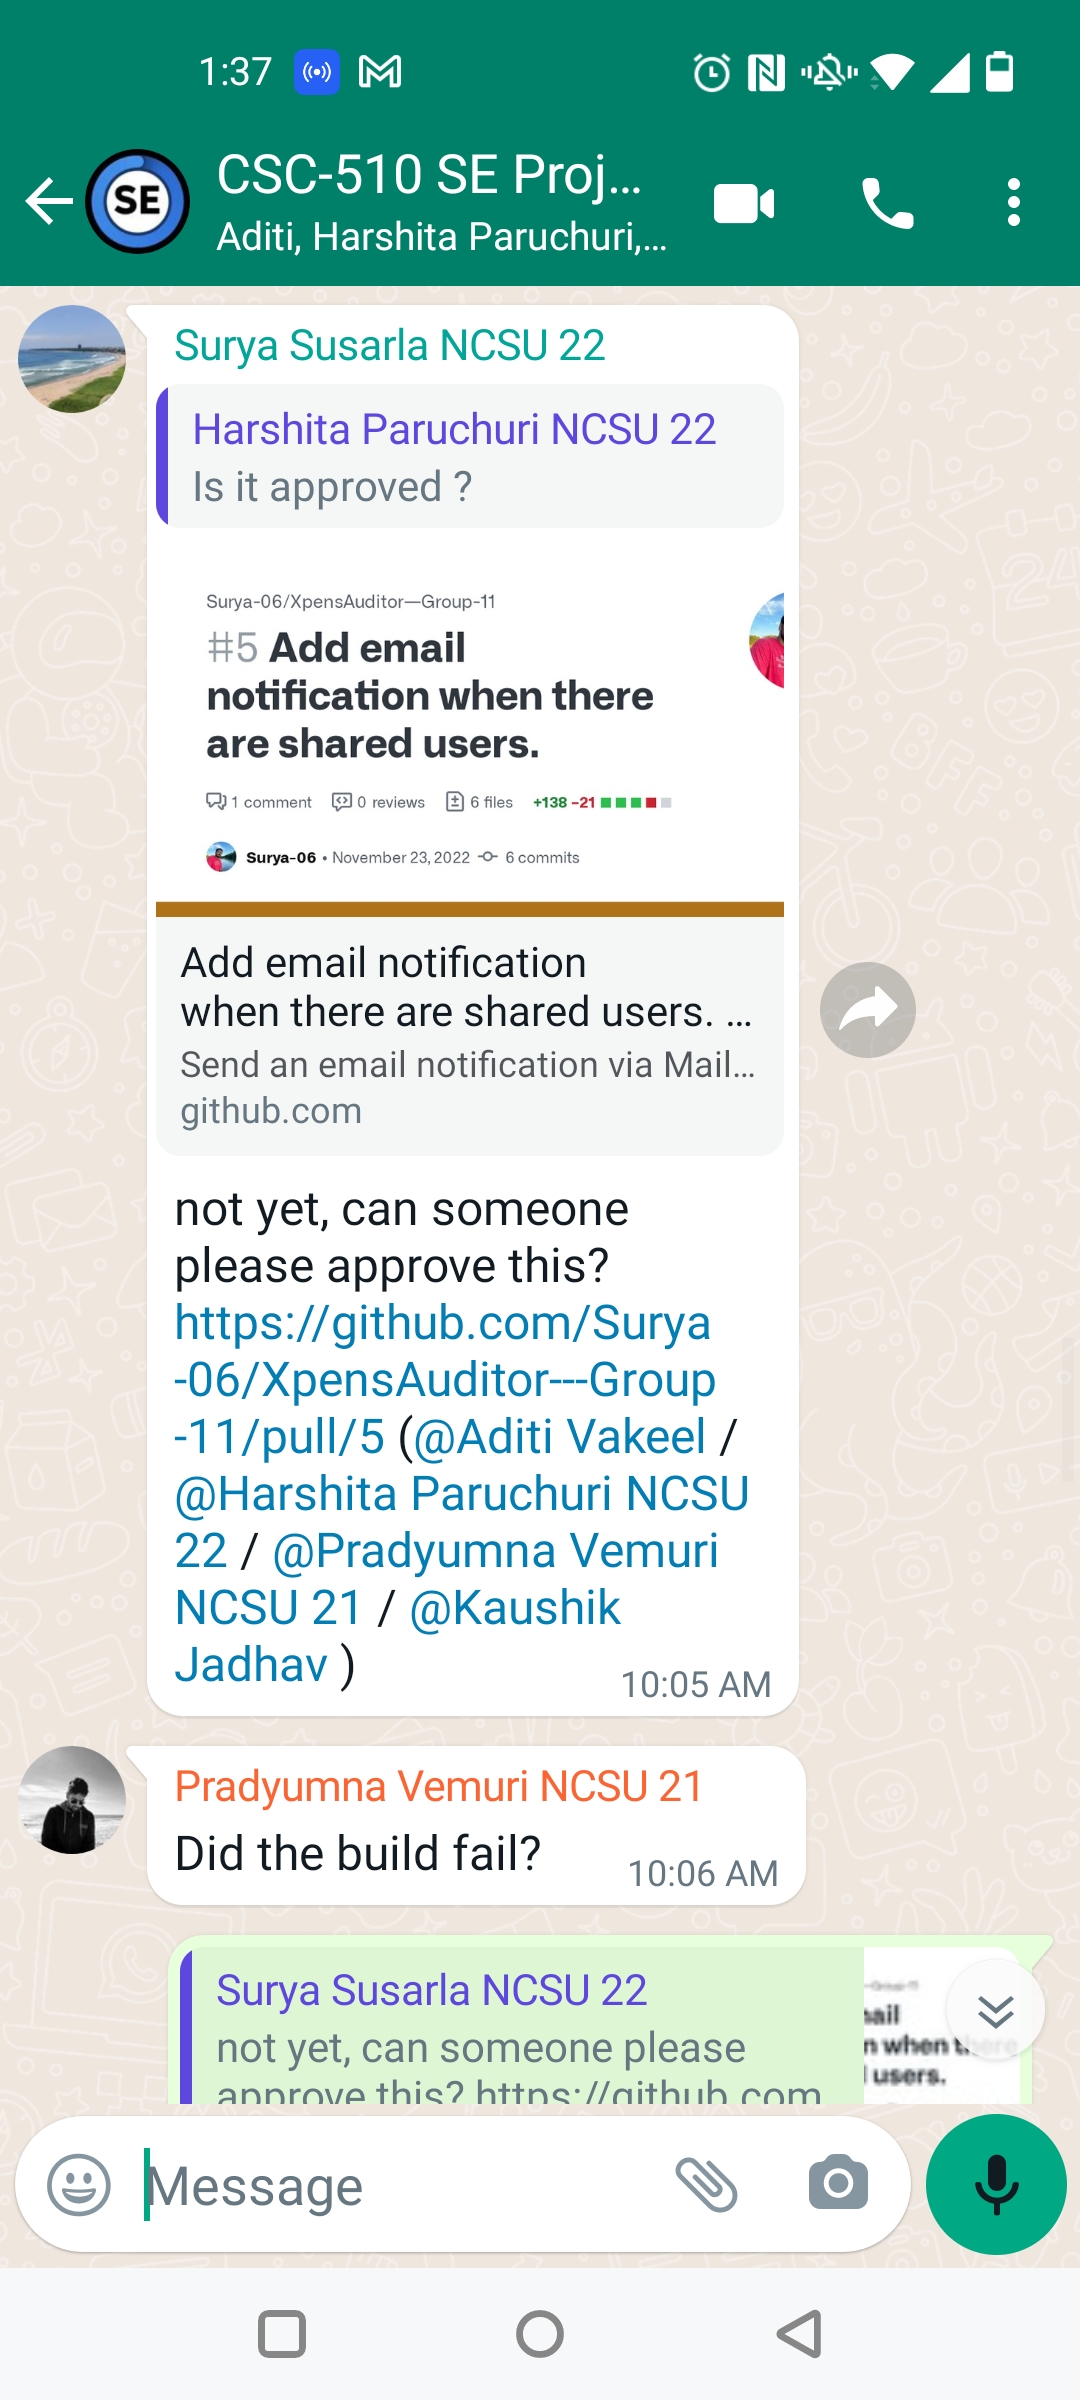 1:37
SE
CSC-510 SE Proj...
Aditi, Harshita Paruchuri,...
Surya Susarla NCSU 22
Harshita Paruchuri NCSU 22
Is it approved ?
Surya-06/XpensAuditor—Group-11
#5 Add email
notification when there
are shared users.
1 comment 0 reviews 6 files +138 −21
Surya-06 • November 23, 2022 6 commits
Add email notification
when there are shared users. ...
Send an email notification via Mail...
github.com
not yet, can someone
please approve this?
https://github.com/Surya
-06/XpensAuditor---Group
-11/pull/5 (@Aditi Vakeel /
@Harshita Paruchuri NCSU
22 / @Pradyumna Vemuri
NCSU 21 / @Kaushik
Jadhav )
10:05 AM
Pradyumna Vemuri NCSU 21
Did the build fail?
10:06 AM
Surya Susarla NCSU 22
not yet, can someone please
approve this? https://github.com
ail
n when there
users.
Message